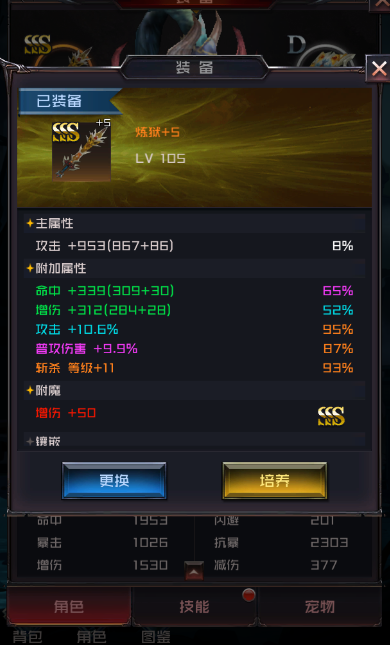 装备
SSS
D
装备
已装备
+5
SSS
炼狱+5
LV 105
主属性
攻击 +953(867+86) 8%
附加属性
命中 +339(309+30) 65%
增伤 +312(284+28) 52%
攻击 +10.6% 95%
普攻伤害 +9.9% 87%
斩杀 等级+11 93%
附魔
增伤 +50 SSS
镶嵌
更换 培养
命中 1953 闪避 201
暴击 1026 抗暴 2303
增伤 1530 减伤 377
角色 技能 宠物
背包 角色 图鉴